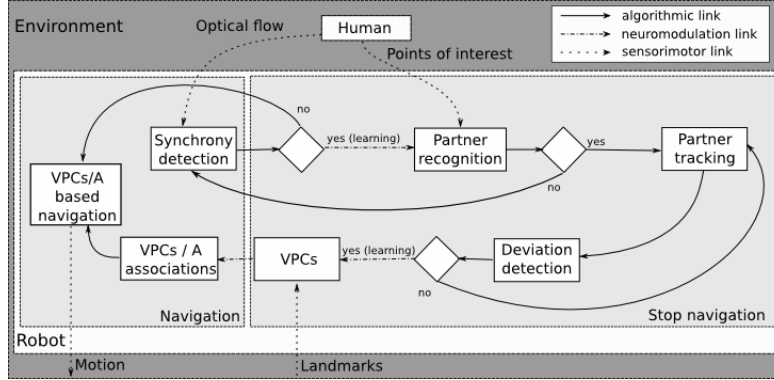 Environment
Optical flow
Human
Points of interest
algorithmic link
neuromodulation link
sensorimotor link
no
Synchrony
detection
yes (learning)
Partner
recognition
yes
no
Partner
tracking
VPCs/A
based
navigation
VPCs / A
associations
VPCs
yes (learning)
no
Deviation
detection
Navigation
Stop navigation
Robot
Motion
Landmarks